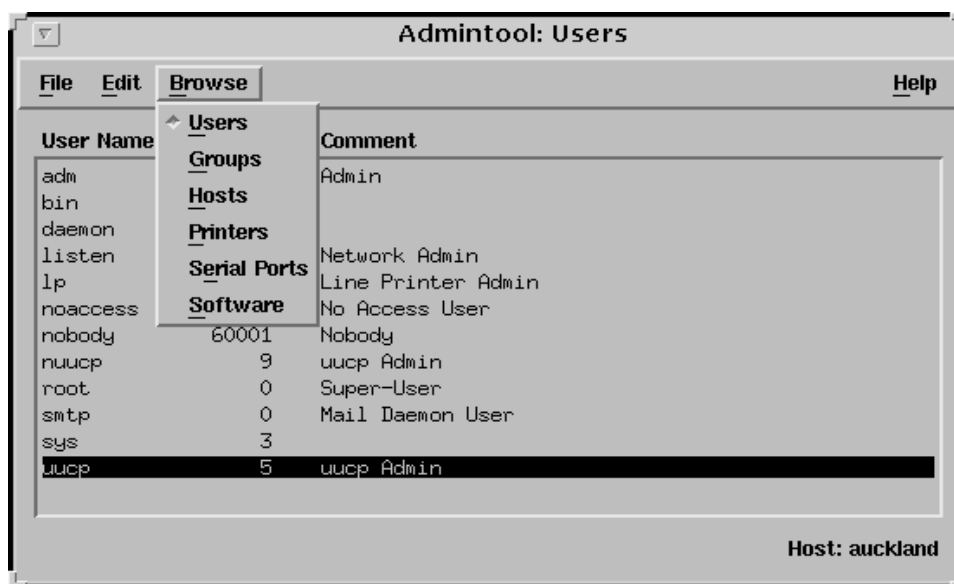 Admintool: Users
File Edit Browse Help
Users
Groups
Hosts
Printers
Serial Ports
Software
User Name Comment
adm Admin
bin
daemon
listen Network Admin
lp Line Printer Admin
noaccess No Access User
nobody 60001 Nobody
nuucp 9 uucp Admin
root 0 Super-User
smtp 0 Mail Daemon User
sys 3
uucp 5 uucp Admin
Host: auckland